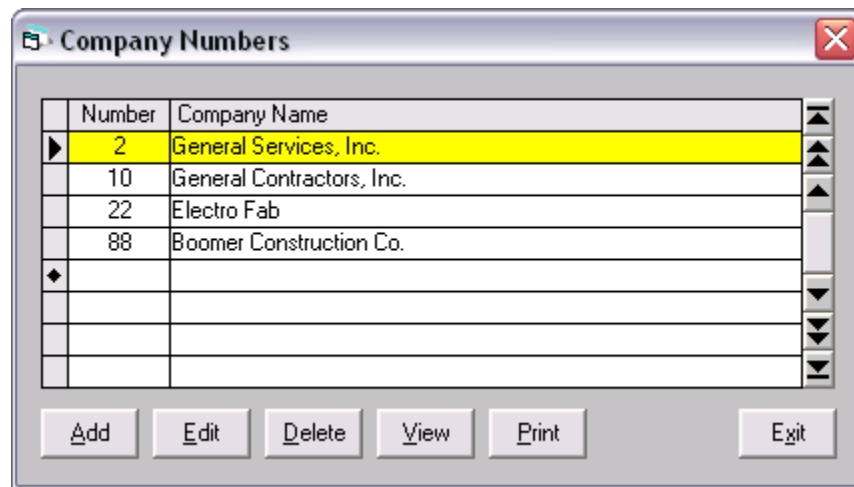 Company Numbers
Number Company Name
2 General Services, Inc.
10 General Contractors, Inc.
22 Electro Fab
88 Boomer Construction Co.
Add Edit Delete View Print Exit